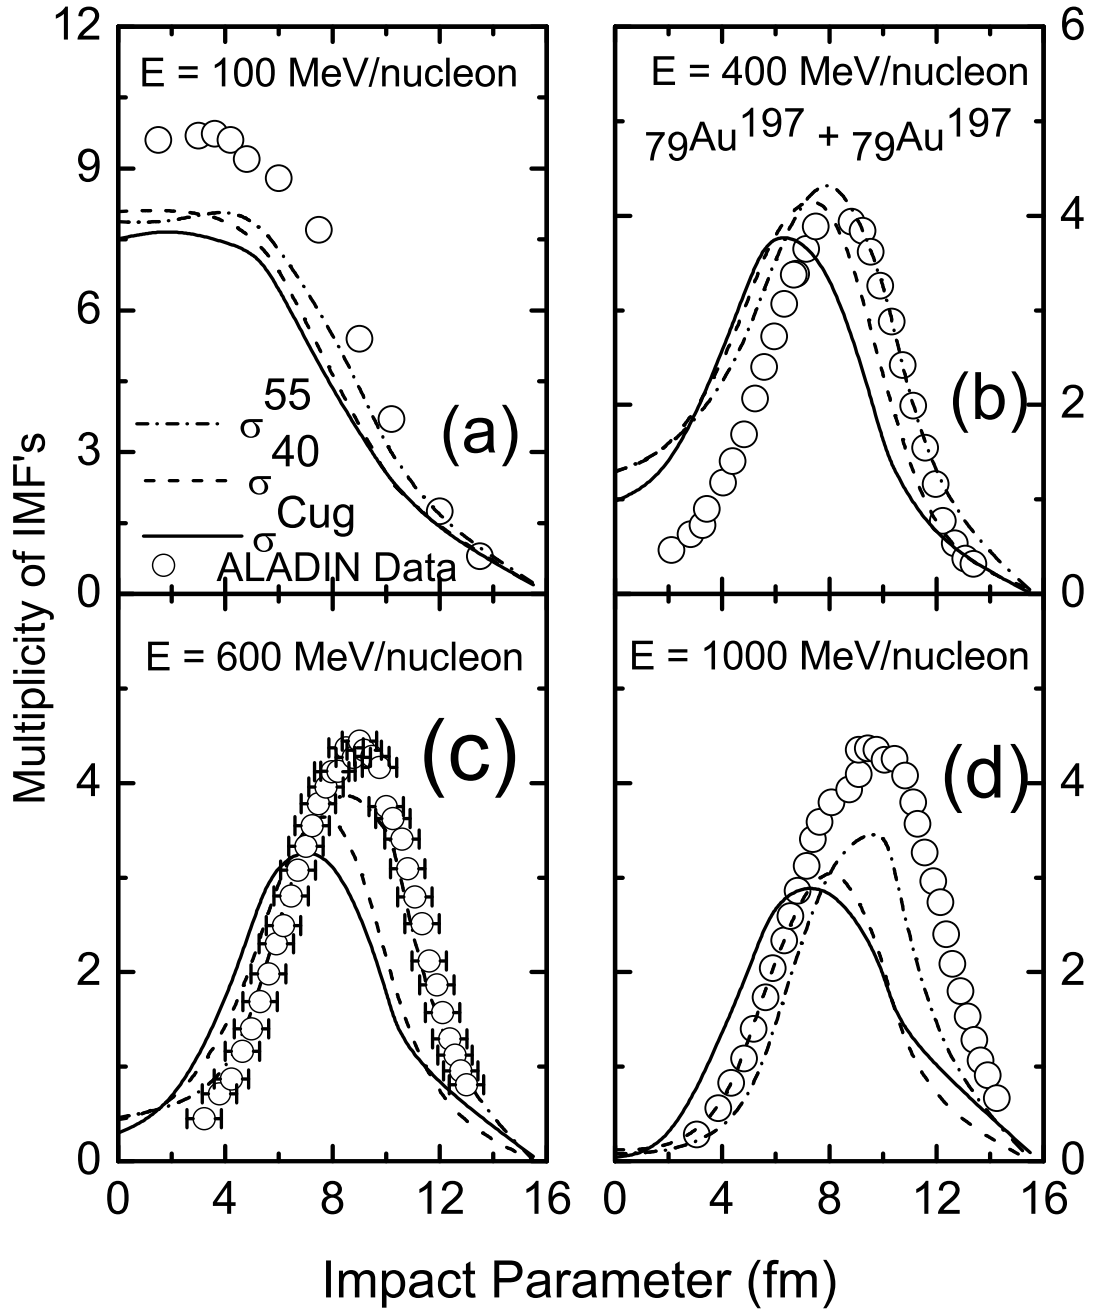 12
9
6
3
0
E = 100 MeV/nucleon
σ55
σ40
σCug
ALADIN Data
(a)
E = 400 MeV/nucleon
79Au197 + 79Au197
(b)
6
4
2
0
Multiplicity of IMF's
E = 600 MeV/nucleon
(c)
4
2
0
0 4 8 12 16
E = 1000 MeV/nucleon
(d)
4
2
0
0 4 8 12 16
Impact Parameter (fm)